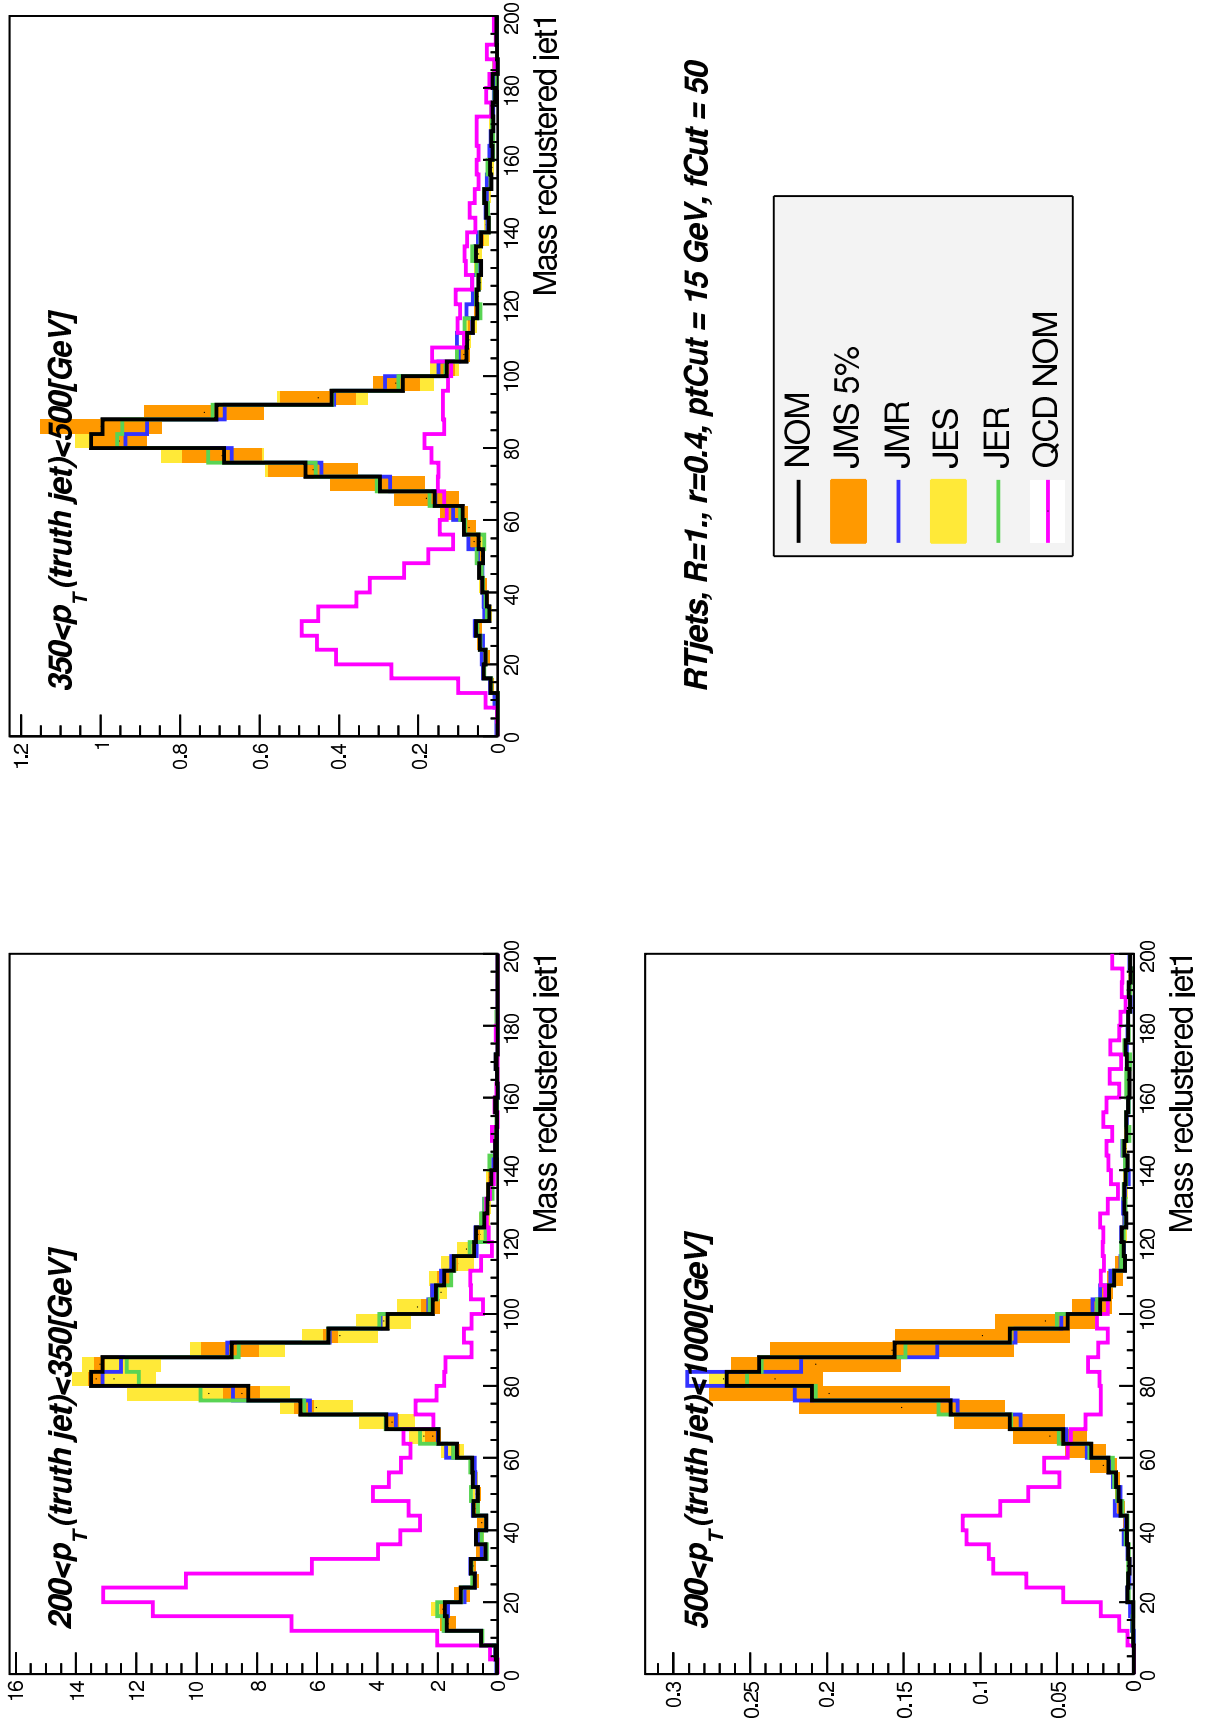 200<p_T(truth jet)<350[GeV]
16
14
12
10
8
6
4
2
0
0 20 40 60 80 100 120 140 160 180 200
Mass reclustered jet1
350<p_T(truth jet)<500[GeV]
1.2
1
0.8
0.6
0.4
0.2
0
0 20 40 60 80 100 120 140 160 180 200
Mass reclustered jet1
500<p_T(truth jet)<1000[GeV]
0.3
0.25
0.2
0.15
0.1
0.05
0
0 20 40 60 80 100 120 140 160 180 200
Mass reclustered jet1
RTjets, R=1., r=0.4, ptCut = 15 GeV, fCut = 50
NOM
JMS 5%
JMR
JES
JER
QCD NOM